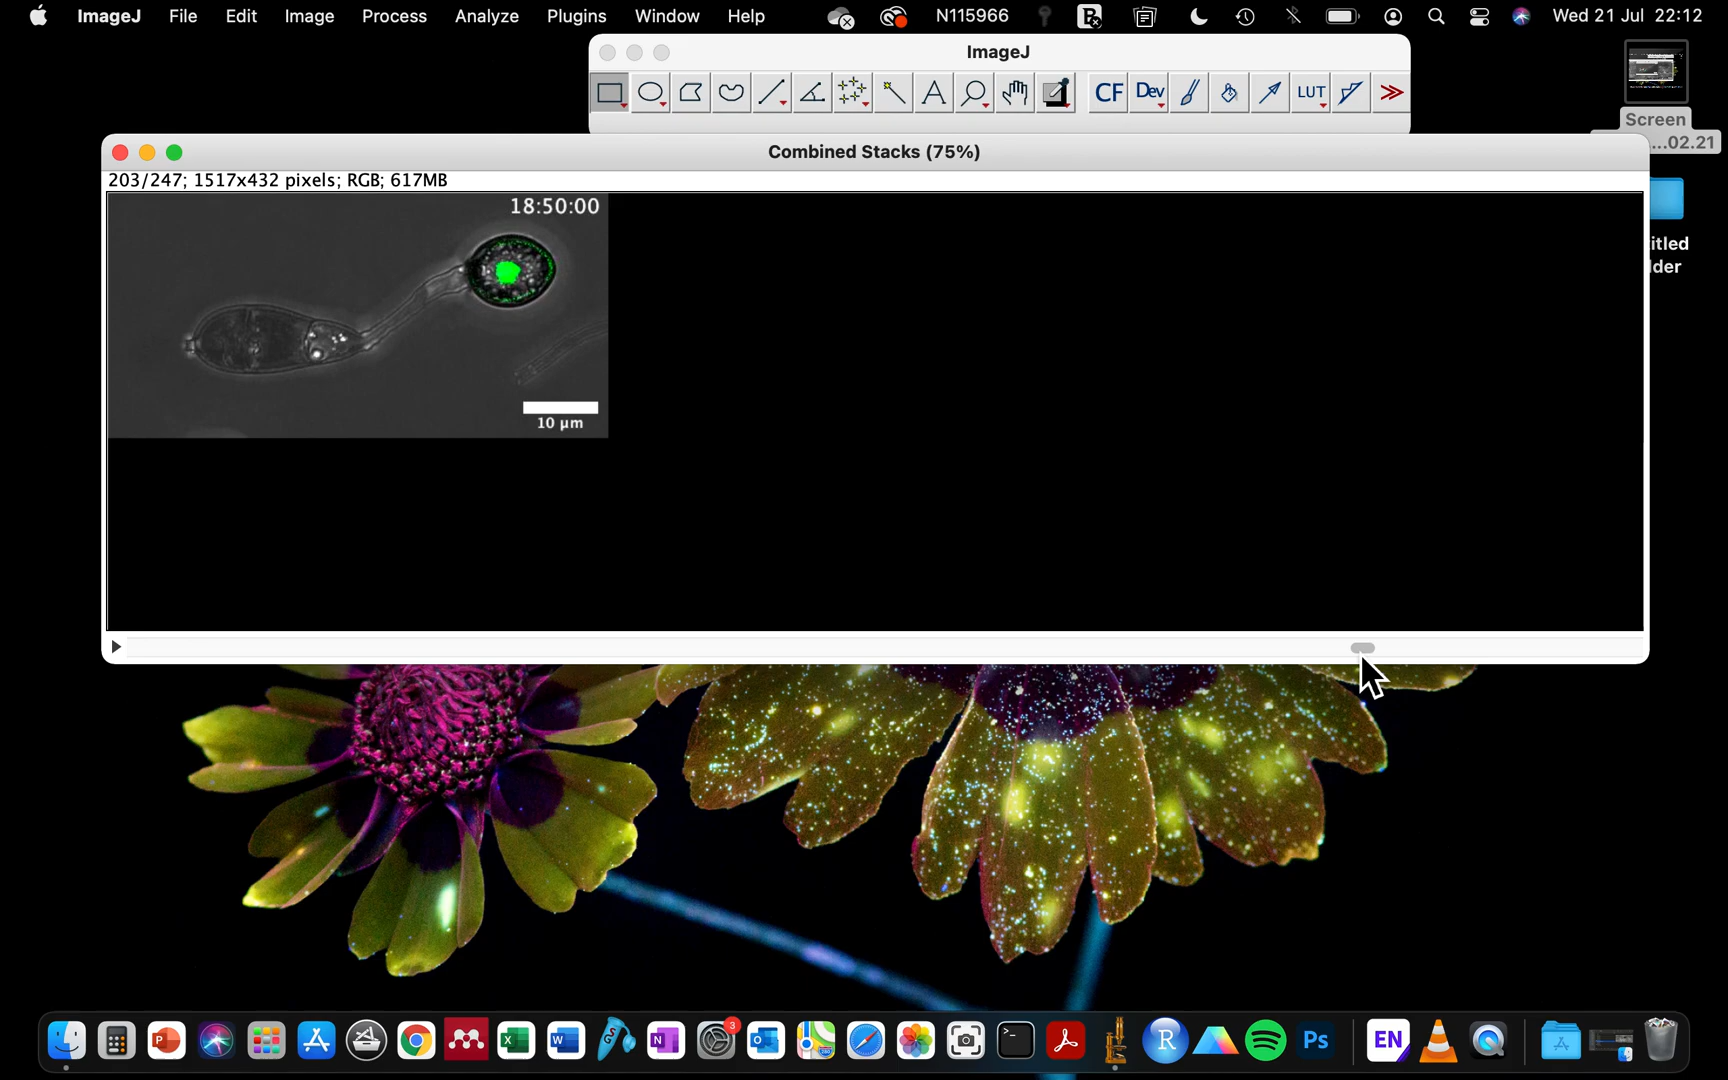 ImageJ File Edit Image Process Analyze Plugins Window Help N115966 Wed 21 Jul 22:12
ImageJ
CF Dev LUT
Screen
...02.21
Combined Stacks (75%)
203/247; 1517x432 pixels; RGB; 617MB
18:50:00
10 µm
itled
lder
3
EN
Ps